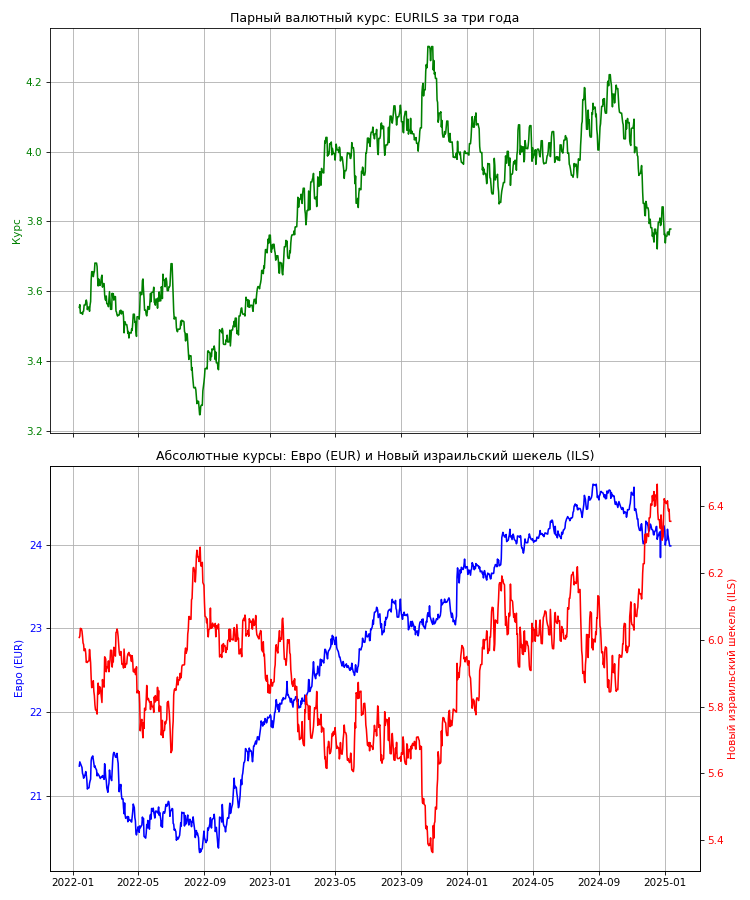 Парный валютный курс: EURILS за три года
Курс
4.2
4.0
3.8
3.6
3.4
3.2
Абсолютные курсы: Евро (EUR) и Новый израильский шекель (ILS)
Евро (EUR)
24
23
22
21
6.4
6.2
6.0
5.8
5.6
5.4
Новый израильский шекель (ILS)
2022-01 2022-05 2022-09 2023-01 2023-05 2023-09 2024-01 2024-05 2024-09 2025-01